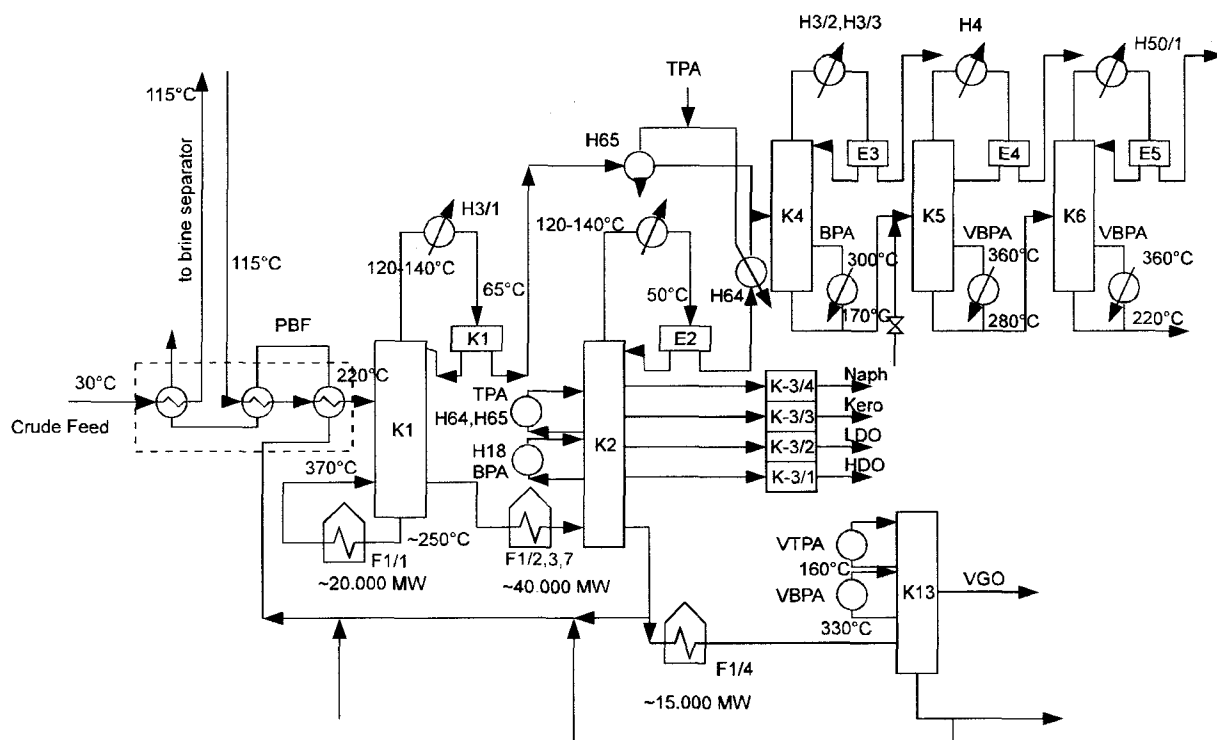 H3/2,H3/3
H4
H50/1
TPA
115°C
to brine separator
115°C
H65
E3
E4
E5
K4
K5
K6
H3/1
120-140°C
120-140°C
65°C
50°C
H64
BPA
300°C
170°C
VBPA
360°C
280°C
VBPA
360°C
220°C
K1
E2
PBF
30°C
220°C
Crude Feed
K1
TPA
H64,H65
H18
BPA
K2
K-3/4
Naph
K-3/3
Kero
K-3/2
LDO
K-3/1
HDO
370°C
~250°C
F1/1
~20.000 MW
F1/2,3,7
~40.000 MW
VTPA
160°C
VBPA
330°C
K13
VGO
F1/4
~15.000 MW